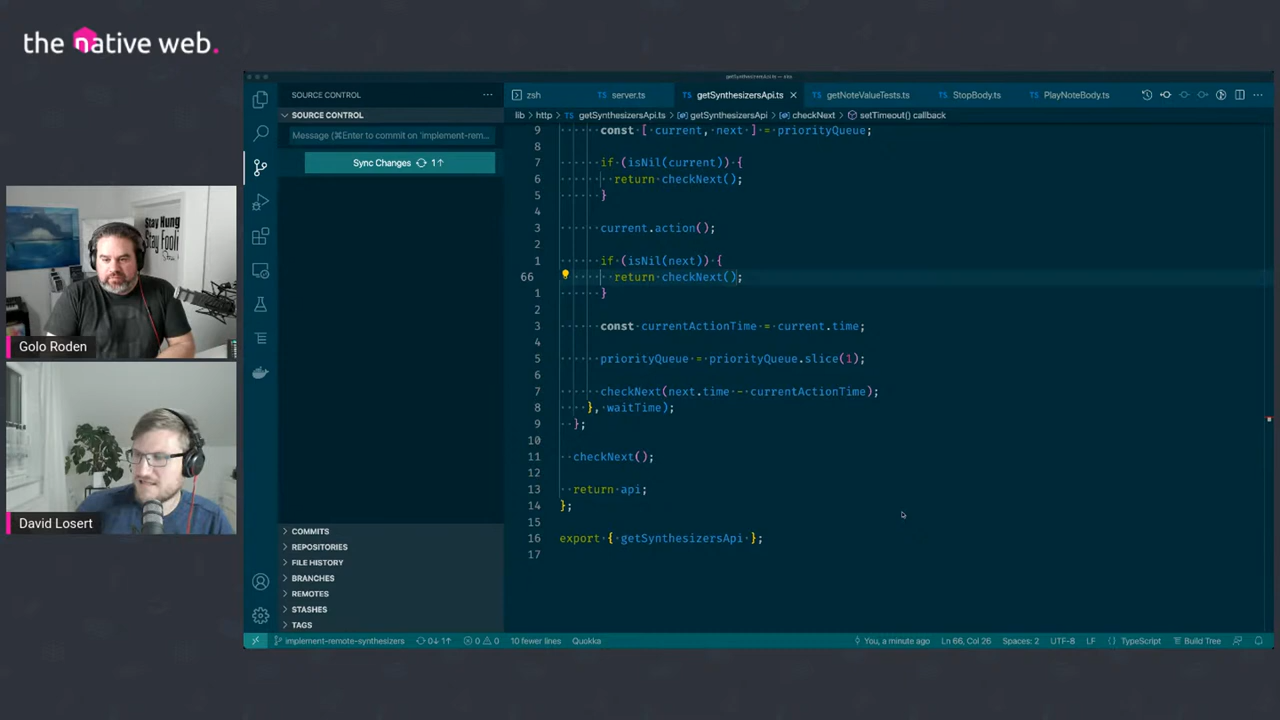 the native web.
getSynthesizersApi.ts — inks
SOURCE CONTROL
zsh
server.ts
getSynthesizersApi.ts
getNoteValueTests.ts
StopBody.ts
PlayNoteBody.ts
SOURCE CONTROL
lib › http › getSynthesizersApi.ts › getSynthesizersApi › checkNext › setTimeout() callback
Message (⌘Enter to commit on 'implement-rem...
Sync Changes 1↑
9 const [ current, next ] = priorityQueue;
8
7 if (isNil(current)) {
6 return checkNext();
5 }
4
3 current.action();
2
1 if (isNil(next)) {
66 return checkNext();
1 }
2
3 const currentActionTime = current.time;
4
5 priorityQueue = priorityQueue.slice(1);
6
7 checkNext(next.time - currentActionTime);
8 }, waitTime);
9 };
10
11 checkNext();
12
13 return api;
14 };
15
16 export { getSynthesizersApi };
17
Stay Hung
Stay Fooli
Golo Roden
David Losert
COMMITS
REPOSITORIES
FILE HISTORY
BRANCHES
REMOTES
STASHES
TAGS
implement-remote-synthesizers 0↓ 1↑ 0 0 10 fewer lines Quokka You, a minute ago Ln 66, Col 26 Spaces: 2 UTF-8 LF { } TypeScript Build Tree